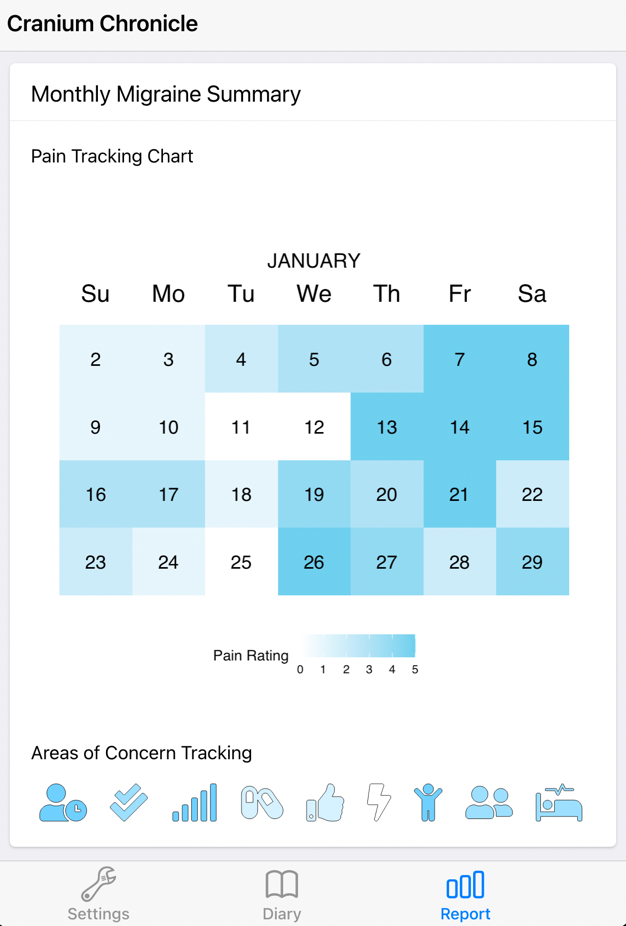 Cranium Chronicle
Monthly Migraine Summary
Pain Tracking Chart
JANUARY
Su Mo Tu We Th Fr Sa
2 3 4 5 6 7 8
9 10 11 12 13 14 15
16 17 18 19 20 21 22
23 24 25 26 27 28 29
Pain Rating
0 1 2 3 4 5
Areas of Concern Tracking
Settings Diary Report